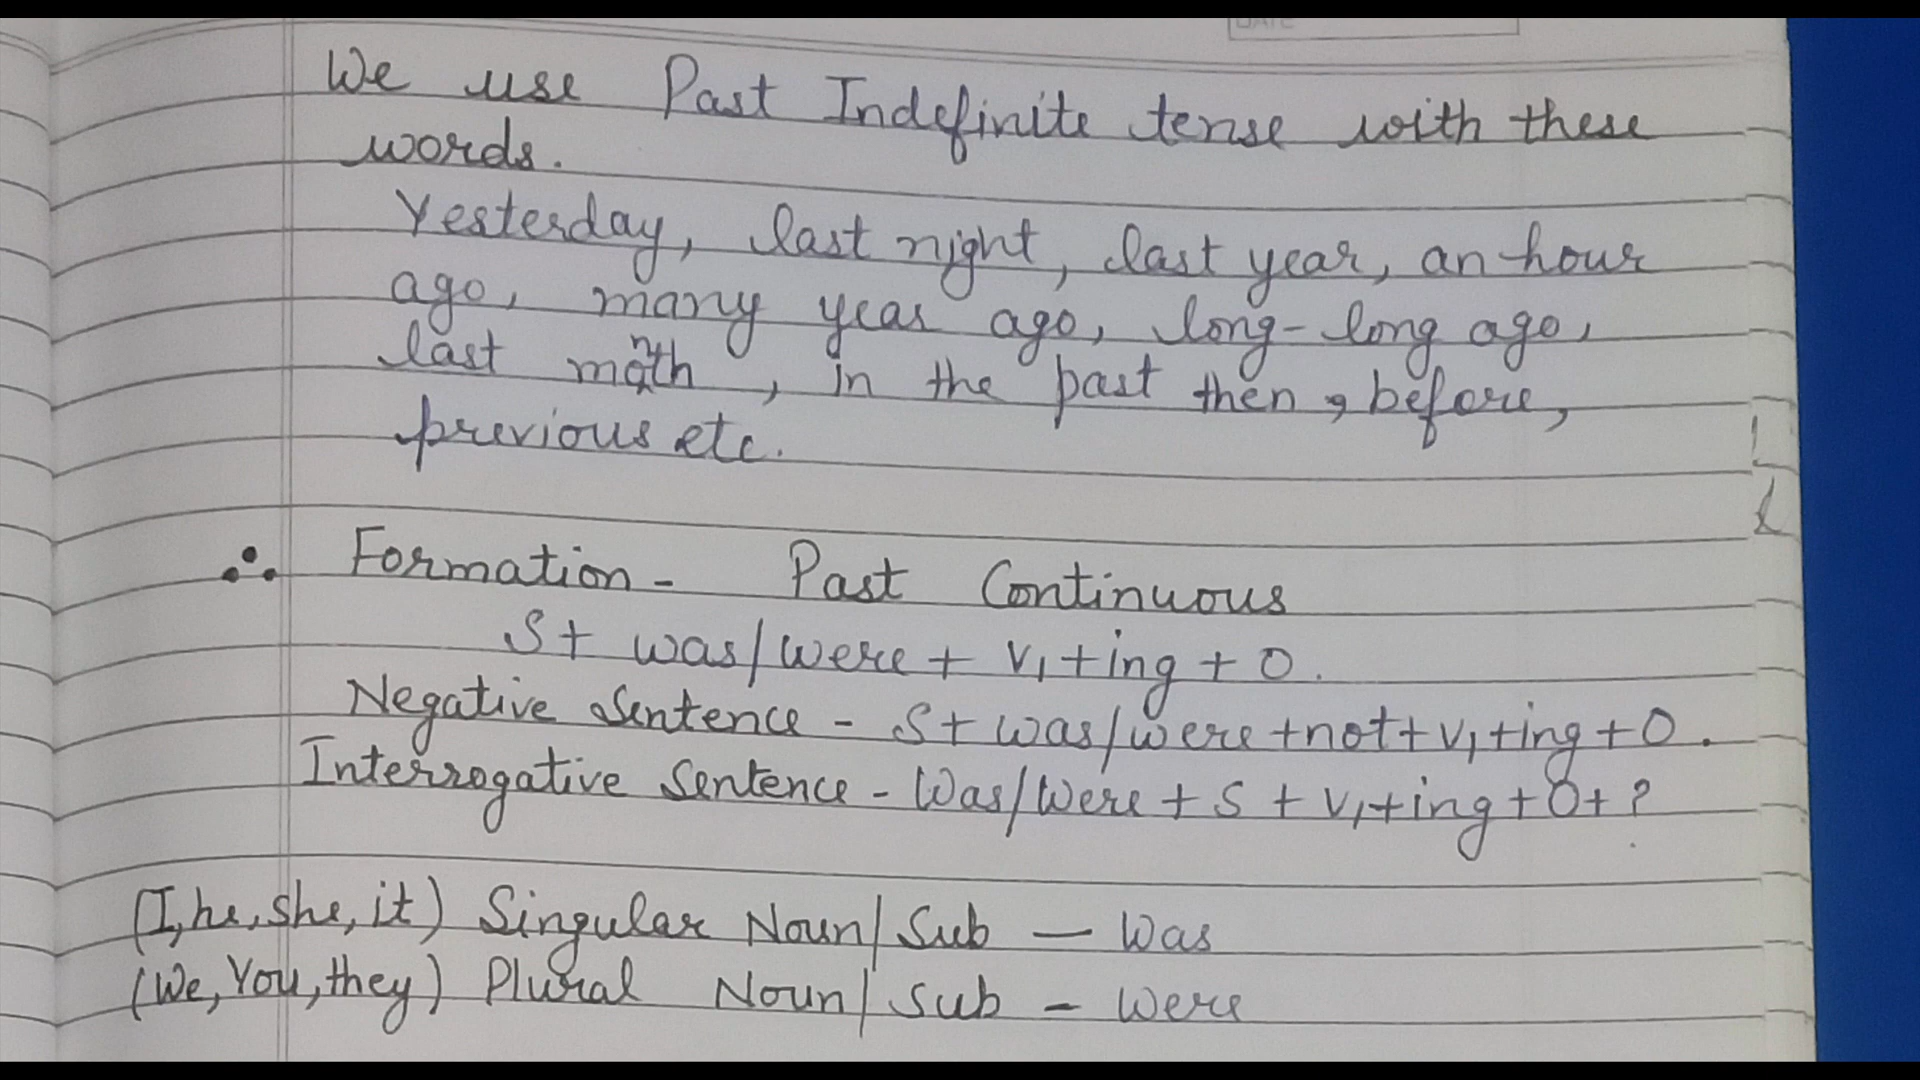 DATE
We use Past Indefinite tense with these
words.
Yesterday, last night, last year, an hour
ago, many year ago, long-long ago,
last month, in the past then, before,
previous etc.
∴ Formation - Past Continuous
S + was/were + V₁ + ing + O.
Negative Sentence - S + was/were + not + V₁ + ing + O.
Interrogative Sentence - Was/Were + S + V₁ + ing + O + ?
(I, he, she, it) Singular Noun/Sub — Was
(We, You, they) Plural Noun/Sub - Were